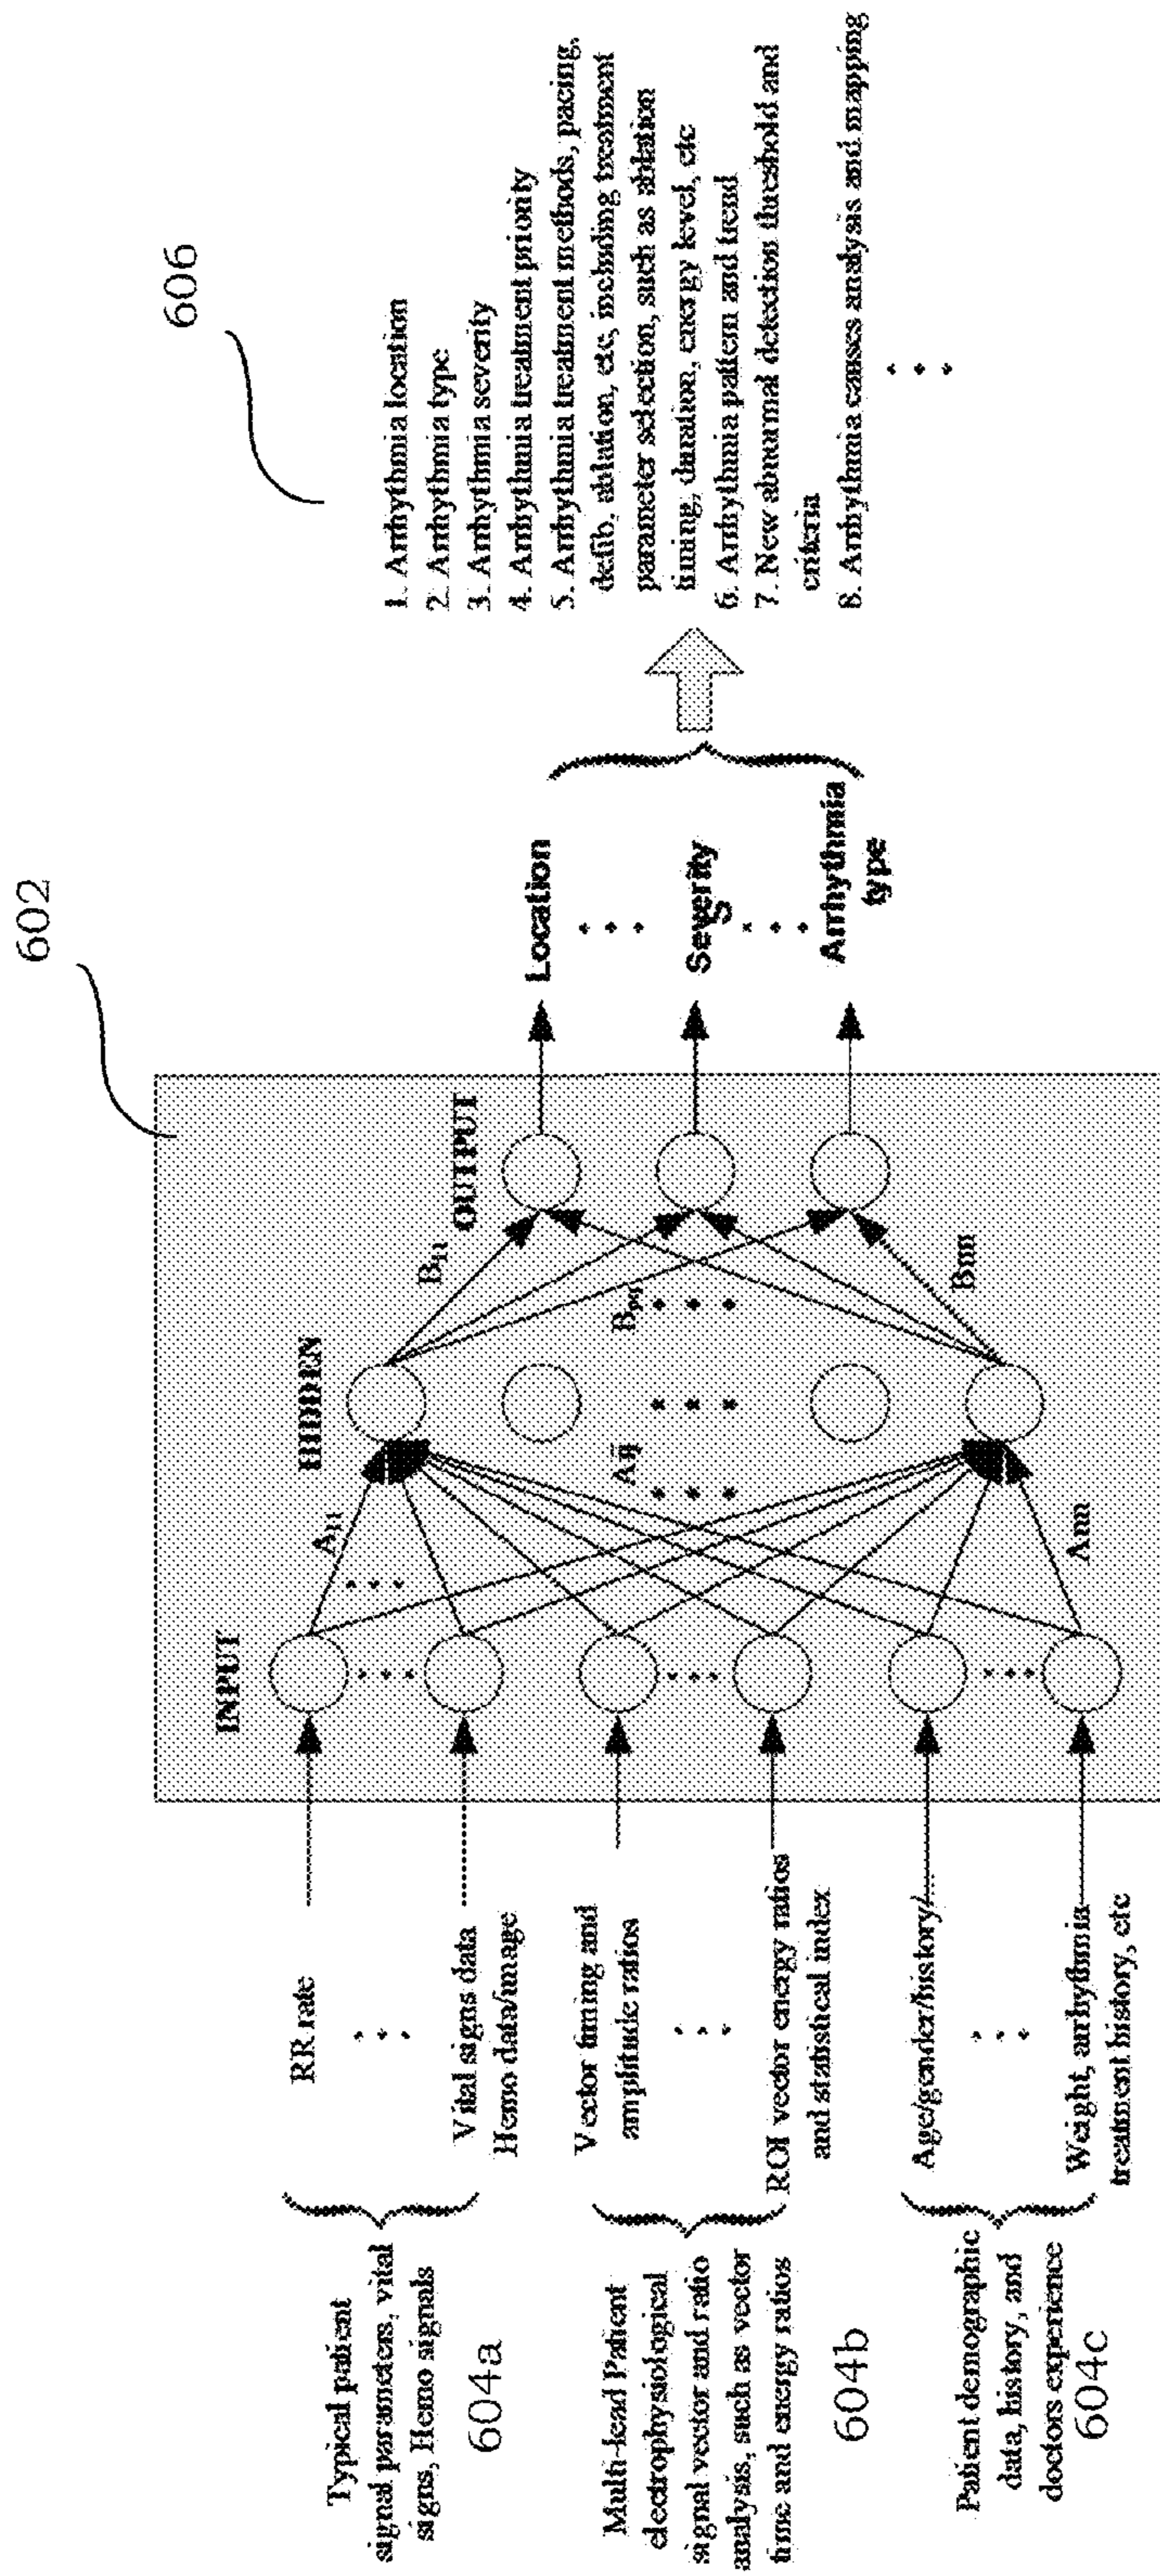 602
606
Typical patient
signal parameters, vital
signs, Hemo signals
604a
Multi-lead Patient
electrophysiological
signal vector and ratio
analysis, such as vector
time and energy ratios
604b
Patient demographic
data, history, and
doctors experience
604c
RR rate
Vital signs data
Hemo data/image
Vector timing and
amplitude ratios
ROI vector energy ratios
and statistical index
Age/gender/history/...
Weight, arrhythmia
treatment history, etc
INPUT
HIDDEN
OUTPUT
A11
Aij
Ann
B11
Bpq
Bnn
Location
Severity
Arrhythmia
type
1. Arrhythmia location
2. Arrhythmia type
3. Arrhythmia severity
4. Arrhythmia treatment priority
5. Arrhythmia treatment methods, pacing,
defib, ablation, etc, including treatment
parameter selection, such as ablation
timing, duration, energy level, etc
6. Arrhythmia pattern and trend
7. New abnormal detection threshold and
criteria
8. Arrhythmia causes analysis and mapping